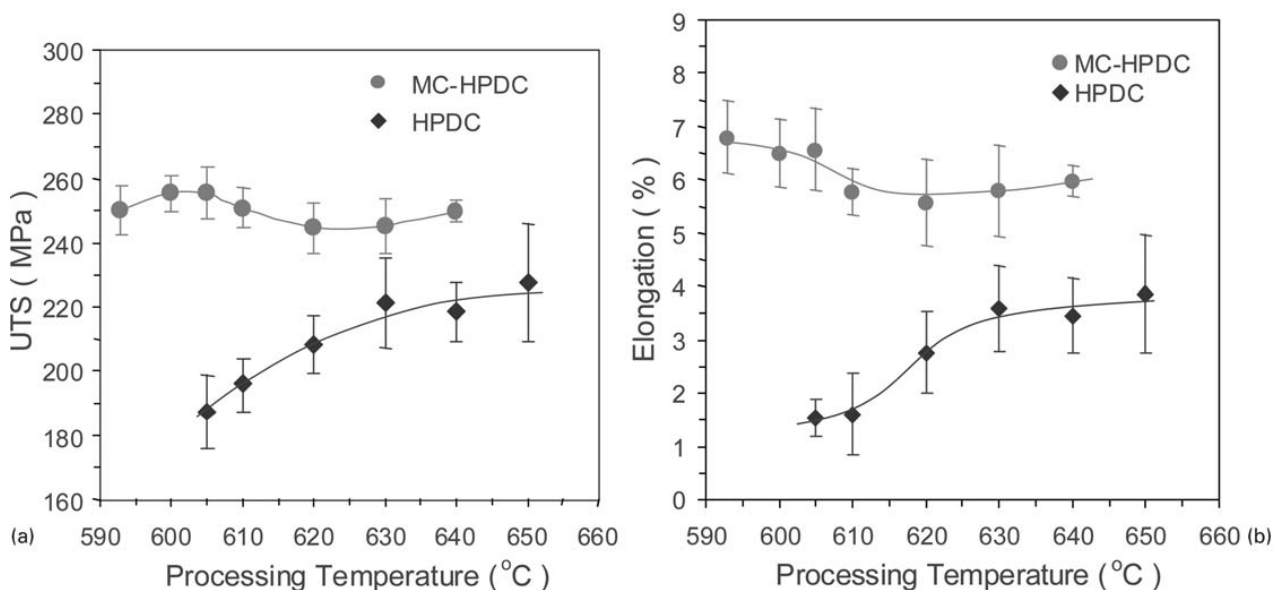 300
280
260
240
220
200
180
160
UTS ( MPa)
MC-HPDC
HPDC
(a)
590 600 610 620 630 640 650 660
Processing Temperature ( °C )
9
8
7
6
5
4
3
2
1
0
Elongation ( % )
MC-HPDC
HPDC
590 600 610 620 630 640 650 660 (b)
Processing Temperature ( °C )